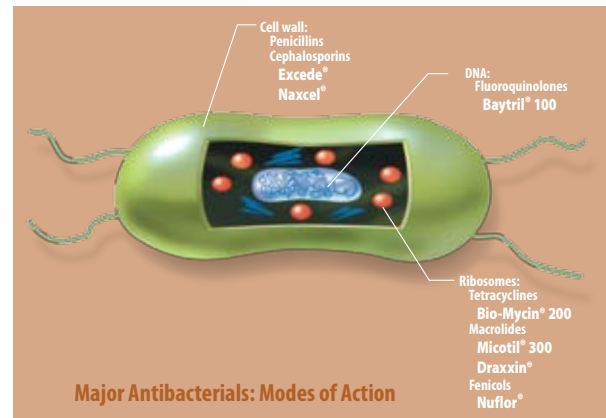 Cell wall:
Penicillins
Cephalosporins
Excede®
Naxcel®
DNA:
Fluoroquinolones
Baytril® 100
Ribosomes:
Tetracyclines
Bio-Mycin® 200
Macrolides
Micotil® 300
Draxxin®
Fenicols
Nuflor®
Major Antibacterials: Modes of Action